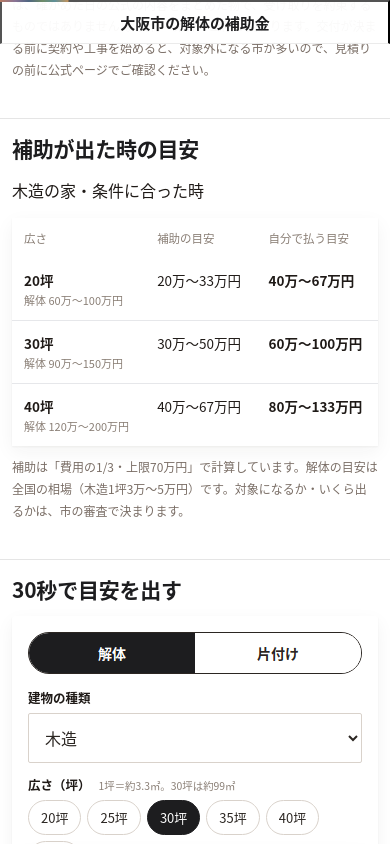 大阪市の解体の補助金
る前に契約や工事を始めると、対象外になる市が多いので、見積り
の前に公式ページでご確認ください。
補助が出た時の目安
木造の家・条件に合った時
広さ 補助の目安 自分で払う目安
20坪 20万〜33万円 40万〜67万円
解体 60万〜100万円
30坪 30万〜50万円 60万〜100万円
解体 90万〜150万円
40坪 40万〜67万円 80万〜133万円
解体 120万〜200万円
補助は「費用の1/3・上限70万円」で計算しています。解体の目安は
全国の相場（木造1坪3万〜5万円）です。対象になるか・いくら出
るかは、市の審査で決まります。
30秒で目安を出す
解体 片付け
建物の種類
木造
広さ（坪） 1坪＝約3.3㎡。30坪は約99㎡
20坪 25坪 30坪 35坪 40坪